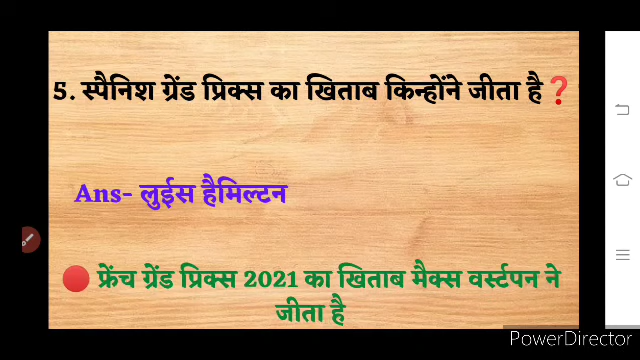 5. स्पैनिश ग्रेंड प्रिक्स का खिताब किन्होंने जीता है❓
Ans- लुईस हैमिल्टन
🔴 फ्रेंच ग्रेंड प्रिक्स 2021 का खिताब मैक्स वर्स्टपन ने
जीता है
PowerDirector